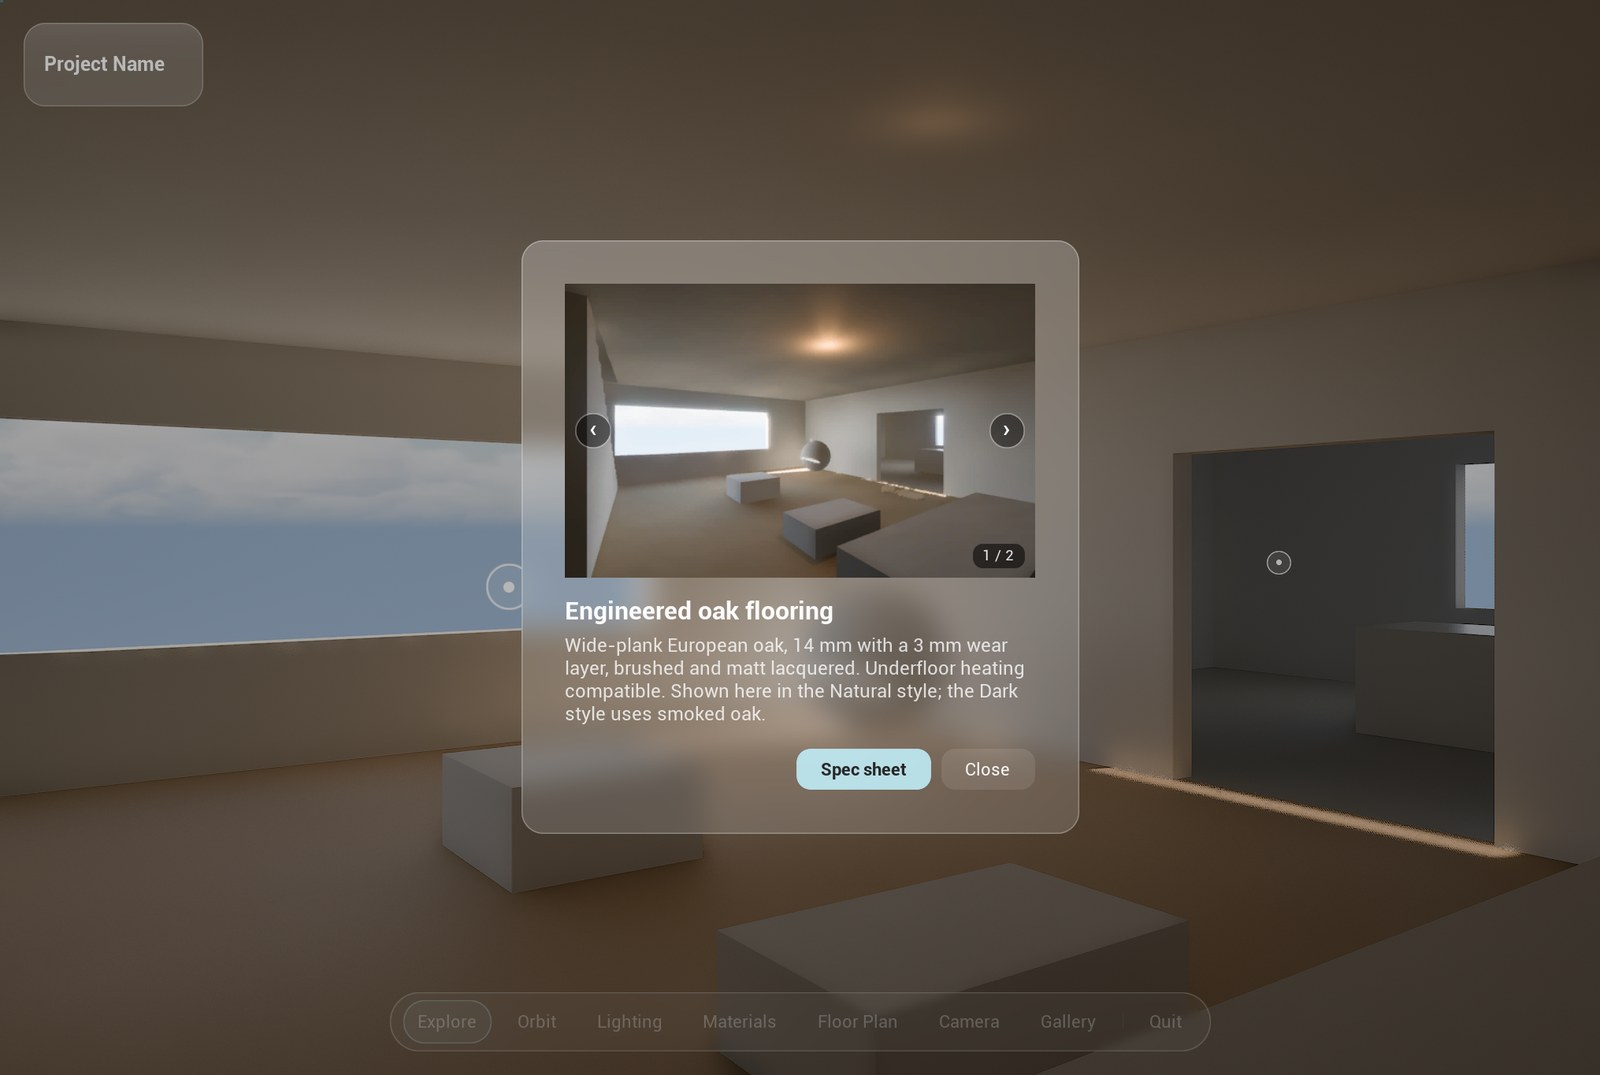 Project Name
‹
›
1 / 2
Engineered oak flooring
Wide-plank European oak, 14 mm with a 3 mm wear
layer, brushed and matt lacquered. Underfloor heating
compatible. Shown here in the Natural style; the Dark
style uses smoked oak.
Spec sheet Close
Explore Orbit Lighting Materials Floor Plan Camera Gallery Quit